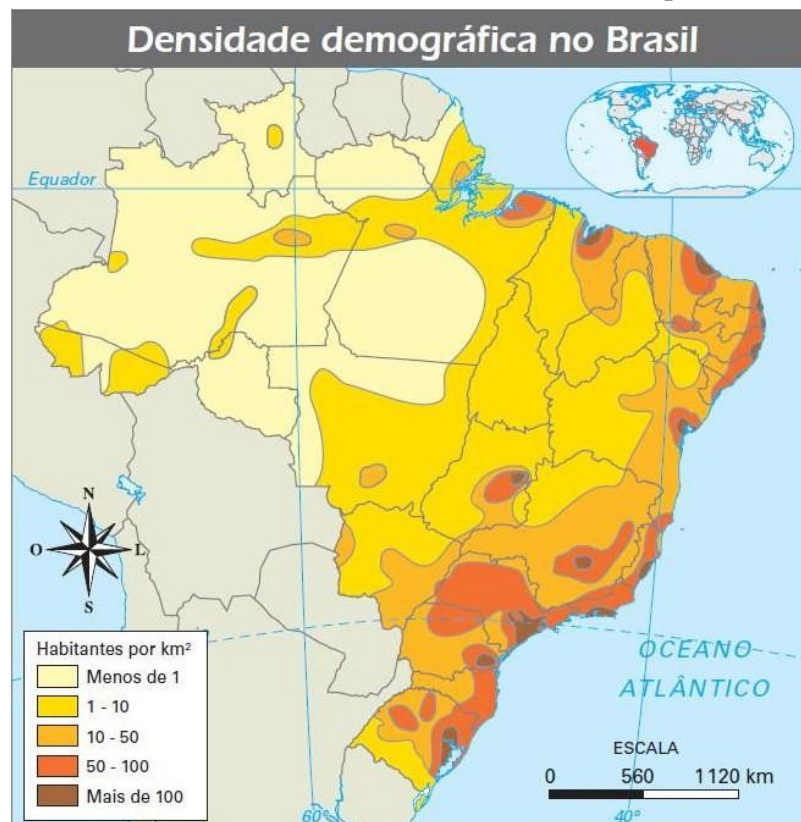 Densidade demográfica no Brasil
Equador
N
O
L
S
Habitantes por km²
Menos de 1
1 - 10
10 - 50
50 - 100
Mais de 100
OCEANO
ATLÂNTICO
ESCALA
0 560 1 120 km
60°
40°